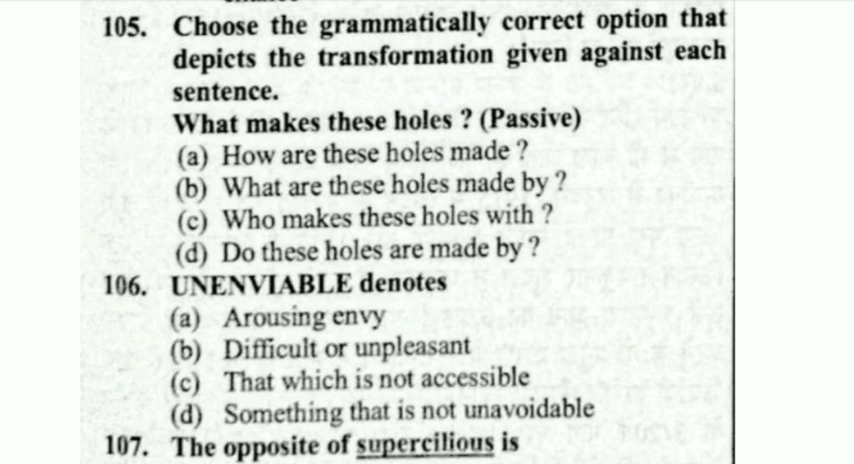 105. Choose the grammatically correct option that
depicts the transformation given against each
sentence.
What makes these holes ? (Passive)
(a) How are these holes made ?
(b) What are these holes made by ?
(c) Who makes these holes with ?
(d) Do these holes are made by ?
106. UNENVIABLE denotes
(a) Arousing envy
(b) Difficult or unpleasant
(c) That which is not accessible
(d) Something that is not unavoidable
107. The opposite of supercilious is